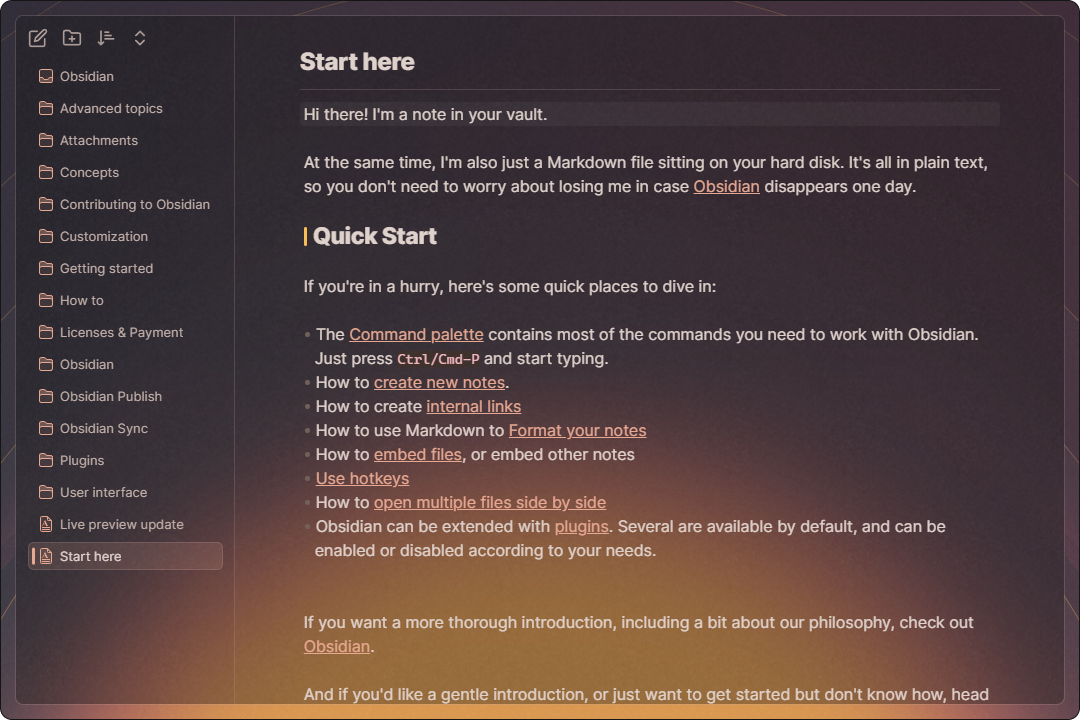 Obsidian
Advanced topics
Attachments
Concepts
Contributing to Obsidian
Customization
Getting started
How to
Licenses & Payment
Obsidian
Obsidian Publish
Obsidian Sync
Plugins
User interface
Live preview update
Start here
Start here
Hi there! I'm a note in your vault.
At the same time, I'm also just a Markdown file sitting on your hard disk. It's all in plain text,
so you don't need to worry about losing me in case Obsidian disappears one day.
Quick Start
If you're in a hurry, here's some quick places to dive in:
• The Command palette contains most of the commands you need to work with Obsidian.
Just press Ctrl/Cmd-P and start typing.
• How to create new notes.
• How to create internal links
• How to use Markdown to Format your notes
• How to embed files, or embed other notes
• Use hotkeys
• How to open multiple files side by side
• Obsidian can be extended with plugins. Several are available by default, and can be
enabled or disabled according to your needs.
If you want a more thorough introduction, including a bit about our philosophy, check out
Obsidian.
And if you'd like a gentle introduction, or just want to get started but don't know how, head